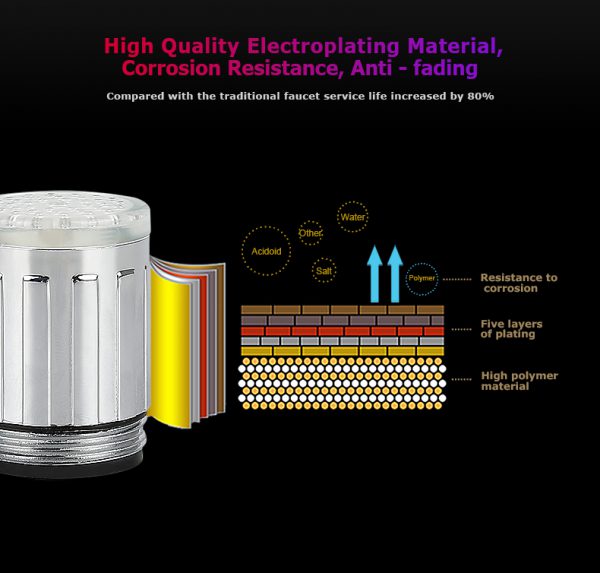 High Quality Electroplating Material,
Corrosion Resistance, Anti - fading
Compared with the traditional faucet service life increased by 80%
Water
Other
Acidoid
Salt
Polymer
Resistance to
corrosion
Five layers
of plating
High polymer
material